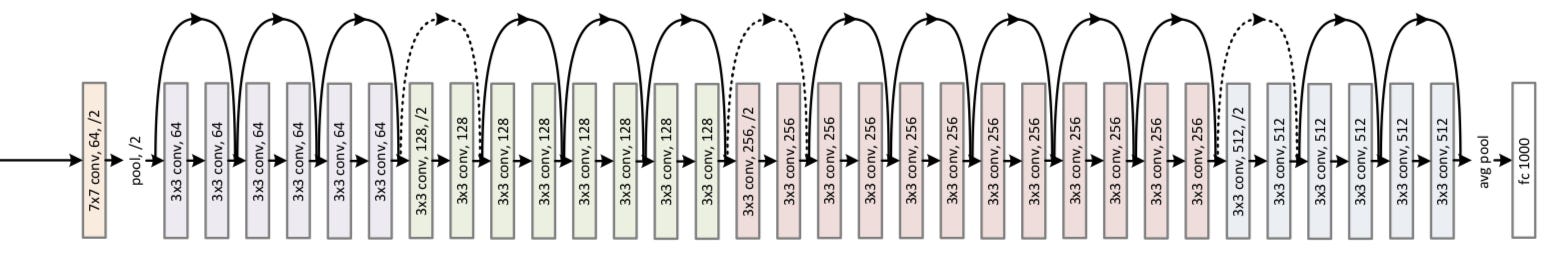 7x7 conv, 64, /2
pool, /2
3x3 conv, 64
3x3 conv, 64
3x3 conv, 64
3x3 conv, 64
3x3 conv, 64
3x3 conv, 64
3x3 conv, 128, /2
3x3 conv, 128
3x3 conv, 128
3x3 conv, 128
3x3 conv, 128
3x3 conv, 128
3x3 conv, 128
3x3 conv, 128
3x3 conv, 256, /2
3x3 conv, 256
3x3 conv, 256
3x3 conv, 256
3x3 conv, 256
3x3 conv, 256
3x3 conv, 256
3x3 conv, 256
3x3 conv, 256
3x3 conv, 256
3x3 conv, 256
3x3 conv, 256
3x3 conv, 512, /2
3x3 conv, 512
3x3 conv, 512
3x3 conv, 512
3x3 conv, 512
3x3 conv, 512
avg pool
fc 1000